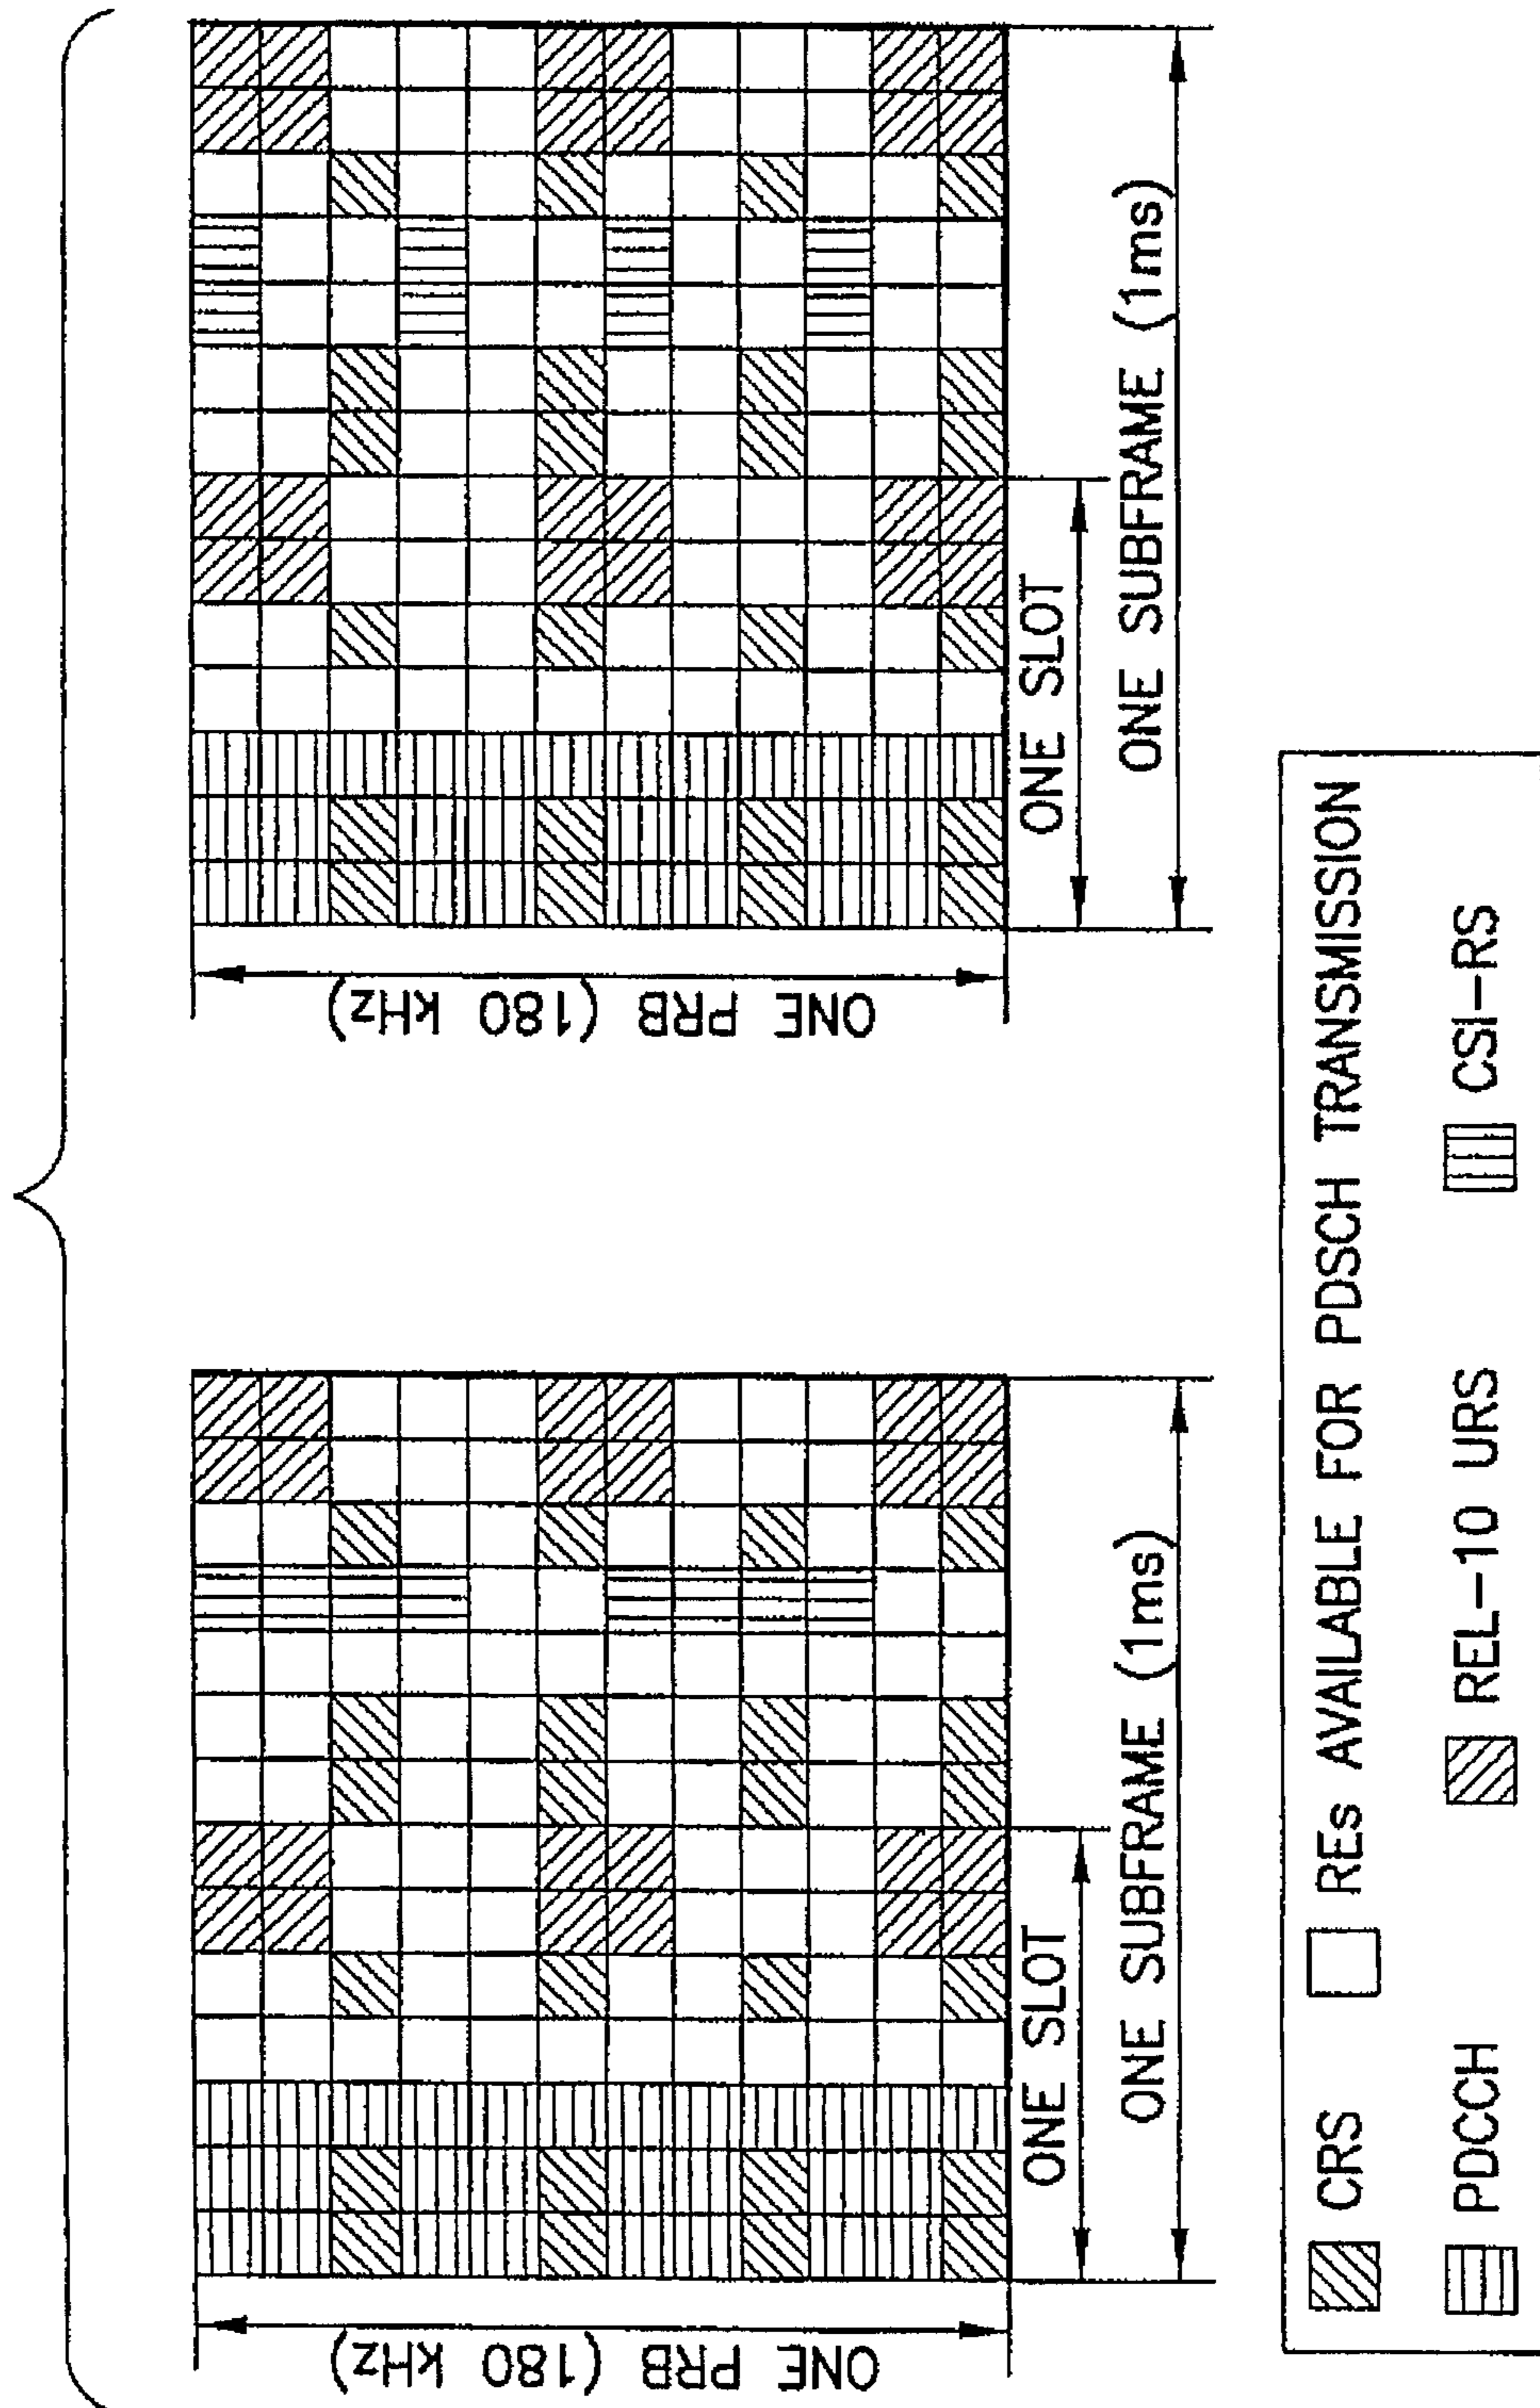 ONE PRB (180 kHz)
ONE SLOT
ONE SUBFRAME (1ms)
ONE PRB (180 kHz)
ONE SLOT
ONE SUBFRAME (1ms)
CRS
REs AVAILABLE FOR PDSCH TRANSMISSION
PDCCH
REL-10 URS
CSI-RS